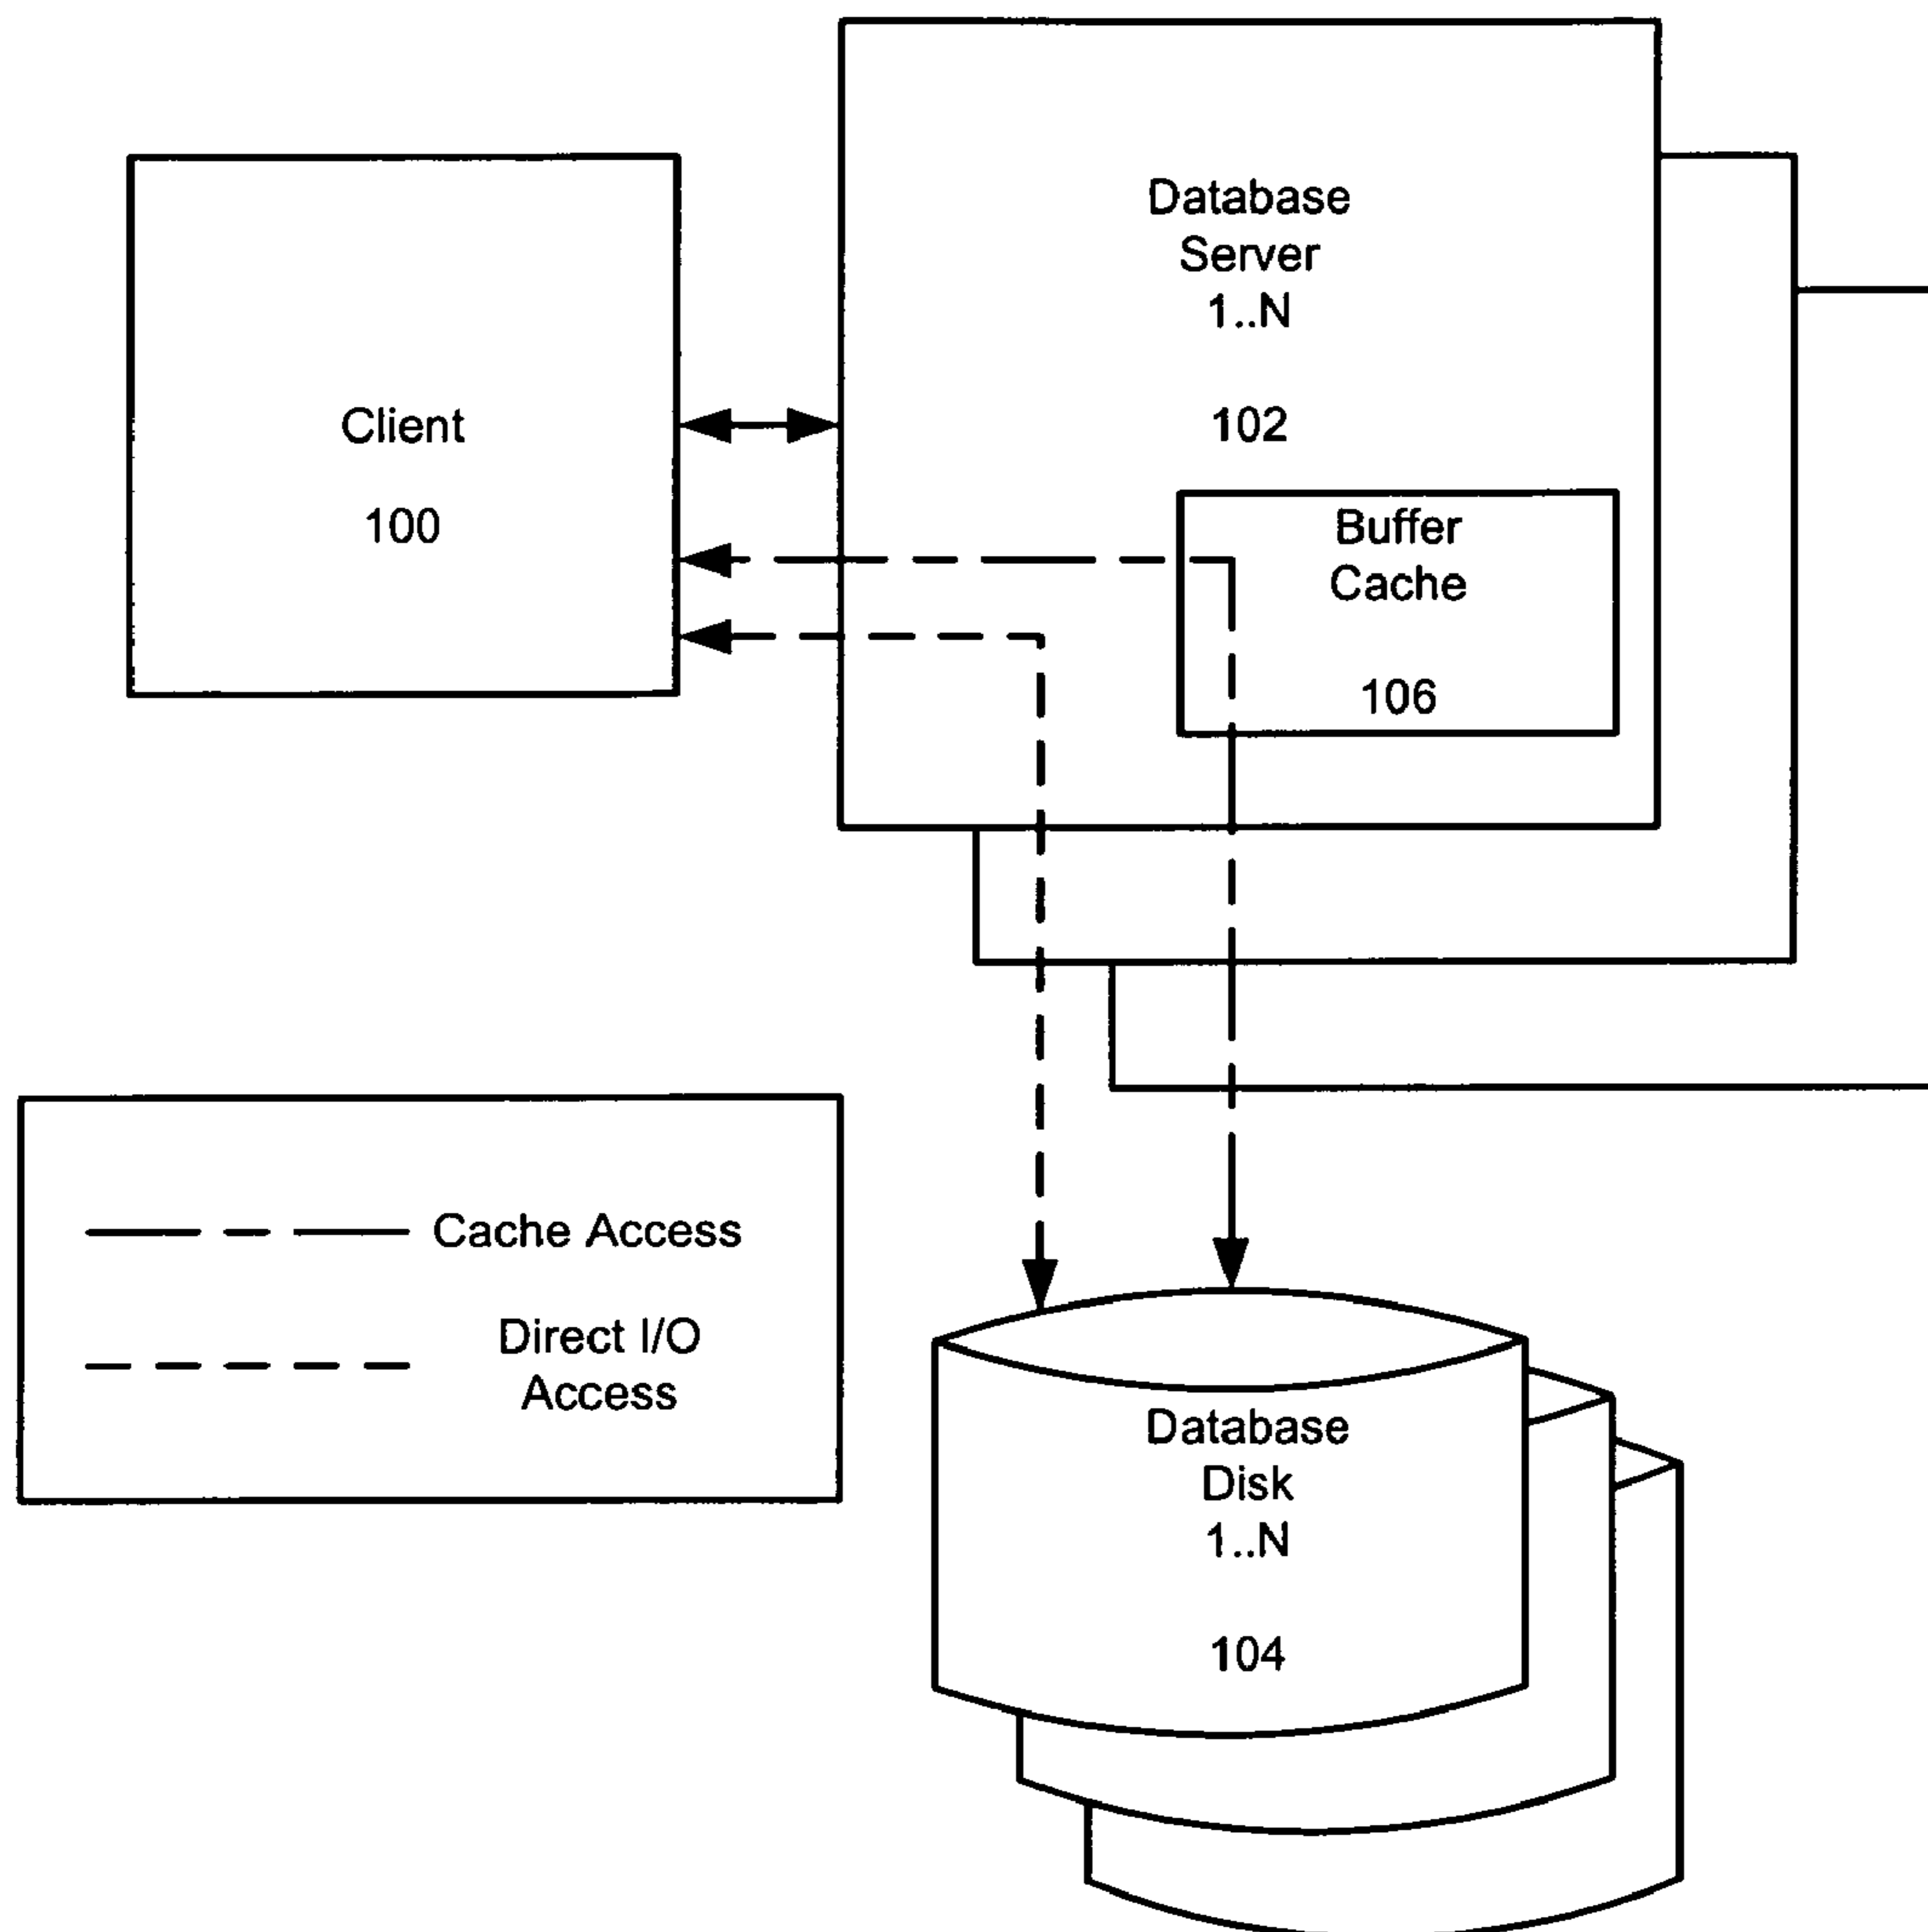 Database
Server
1..N
102
Client
100
Buffer
Cache
106
Cache Access
Direct I/O
Access
Database
Disk
1..N
104